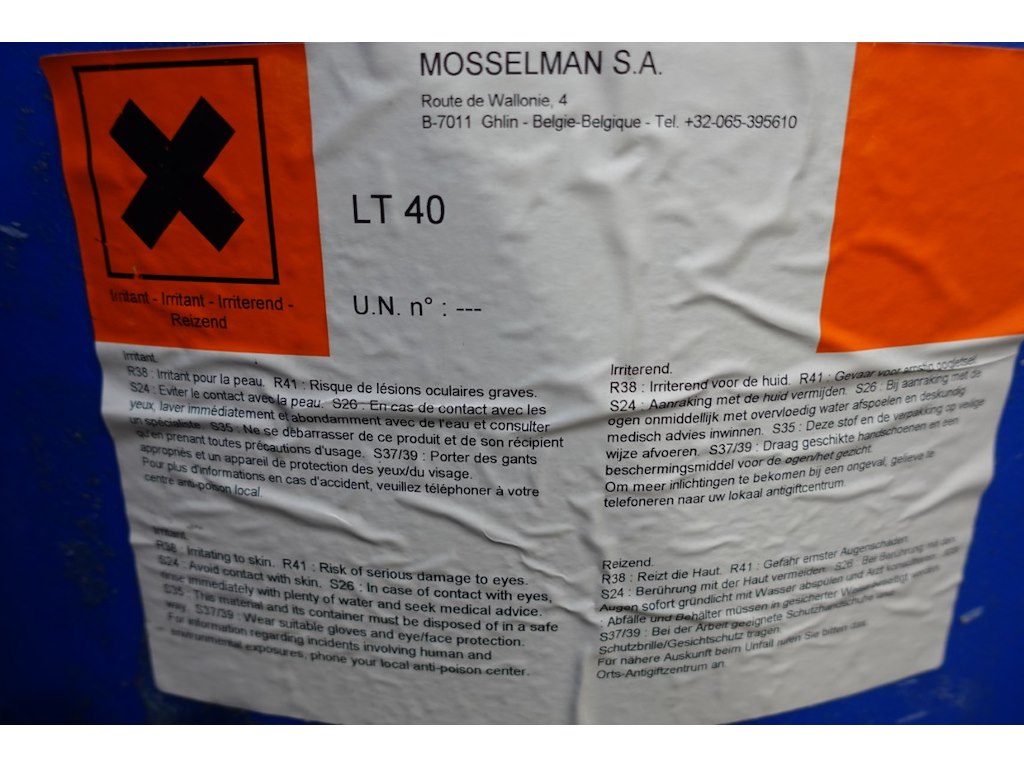 MOSSELMAN S.A.
Route de Wallonie, 4
B-7011 Ghlin - Belgie-Belgique - Tel. +32-065-395610
LT 40
U.N. n° : ---
Irritant - Irritant - Irriterend -
Reizend
Irritant.
R38 : Irritant pour la peau. R41 : Risque de lésions oculaires graves.
S24 : Eviter le contact avec la peau. S26 : En cas de contact avec les
yeux, laver immédiatement et abondamment avec de l'eau et consulter
un spécialiste. S35 : Ne se débarrasser de ce produit et de son récipient
qu'en prenant toutes précautions d'usage. S37/39 : Porter des gants
appropriés et un appareil de protection des yeux/du visage.
Pour plus d'informations en cas d'accident, veuillez téléphoner à votre
centre anti-poison local.
Irriterend.
R38 : Irriterend voor de huid. R41 : Gevaar voor ernstig oogletsel.
S24 : Aanraking met de huid vermijden. S26 : Bij aanraking met de
ogen onmiddellijk met overvloedig water afspoelen en deskundig
medisch advies inwinnen. S35 : Deze stof en de verpakking op veilige
wijze afvoeren. S37/39 : Draag geschikte handschoenen en een
beschermingsmiddel voor de ogen/het gezicht.
Om meer inlichtingen te bekomen bij een ongeval, gelieve te
telefoneren naar uw lokaal antigiftcentrum.
Irritant.
R38 : Irritating to skin. R41 : Risk of serious damage to eyes.
S24 : Avoid contact with skin. S26 : In case of contact with eyes,
rinse immediately with plenty of water and seek medical advice.
S35 : This material and its container must be disposed of in a safe
way. S37/39 : Wear suitable gloves and eye/face protection.
For information regarding incidents involving human and
environmental exposures, phone your local anti-poison center.
Reizend.
R38 : Reizt die Haut. R41 : Gefahr ernster Augenschäden.
S24 : Berührung mit der Haut vermeiden. S26 : Bei Berührung mit den
Augen sofort gründlich mit Wasser abspülen und Arzt konsultieren. S35
: Abfälle und Behälter müssen in gesicherter Weise beseitigt werden.
S37/39 : Bei der Arbeit geeignete Schutzhandschuhe und
Schutzbrille/Gesichtschutz tragen.
Für nähere Auskunft beim Unfall rufen Sie bitten das
Orts-Antigiftzentrum an.